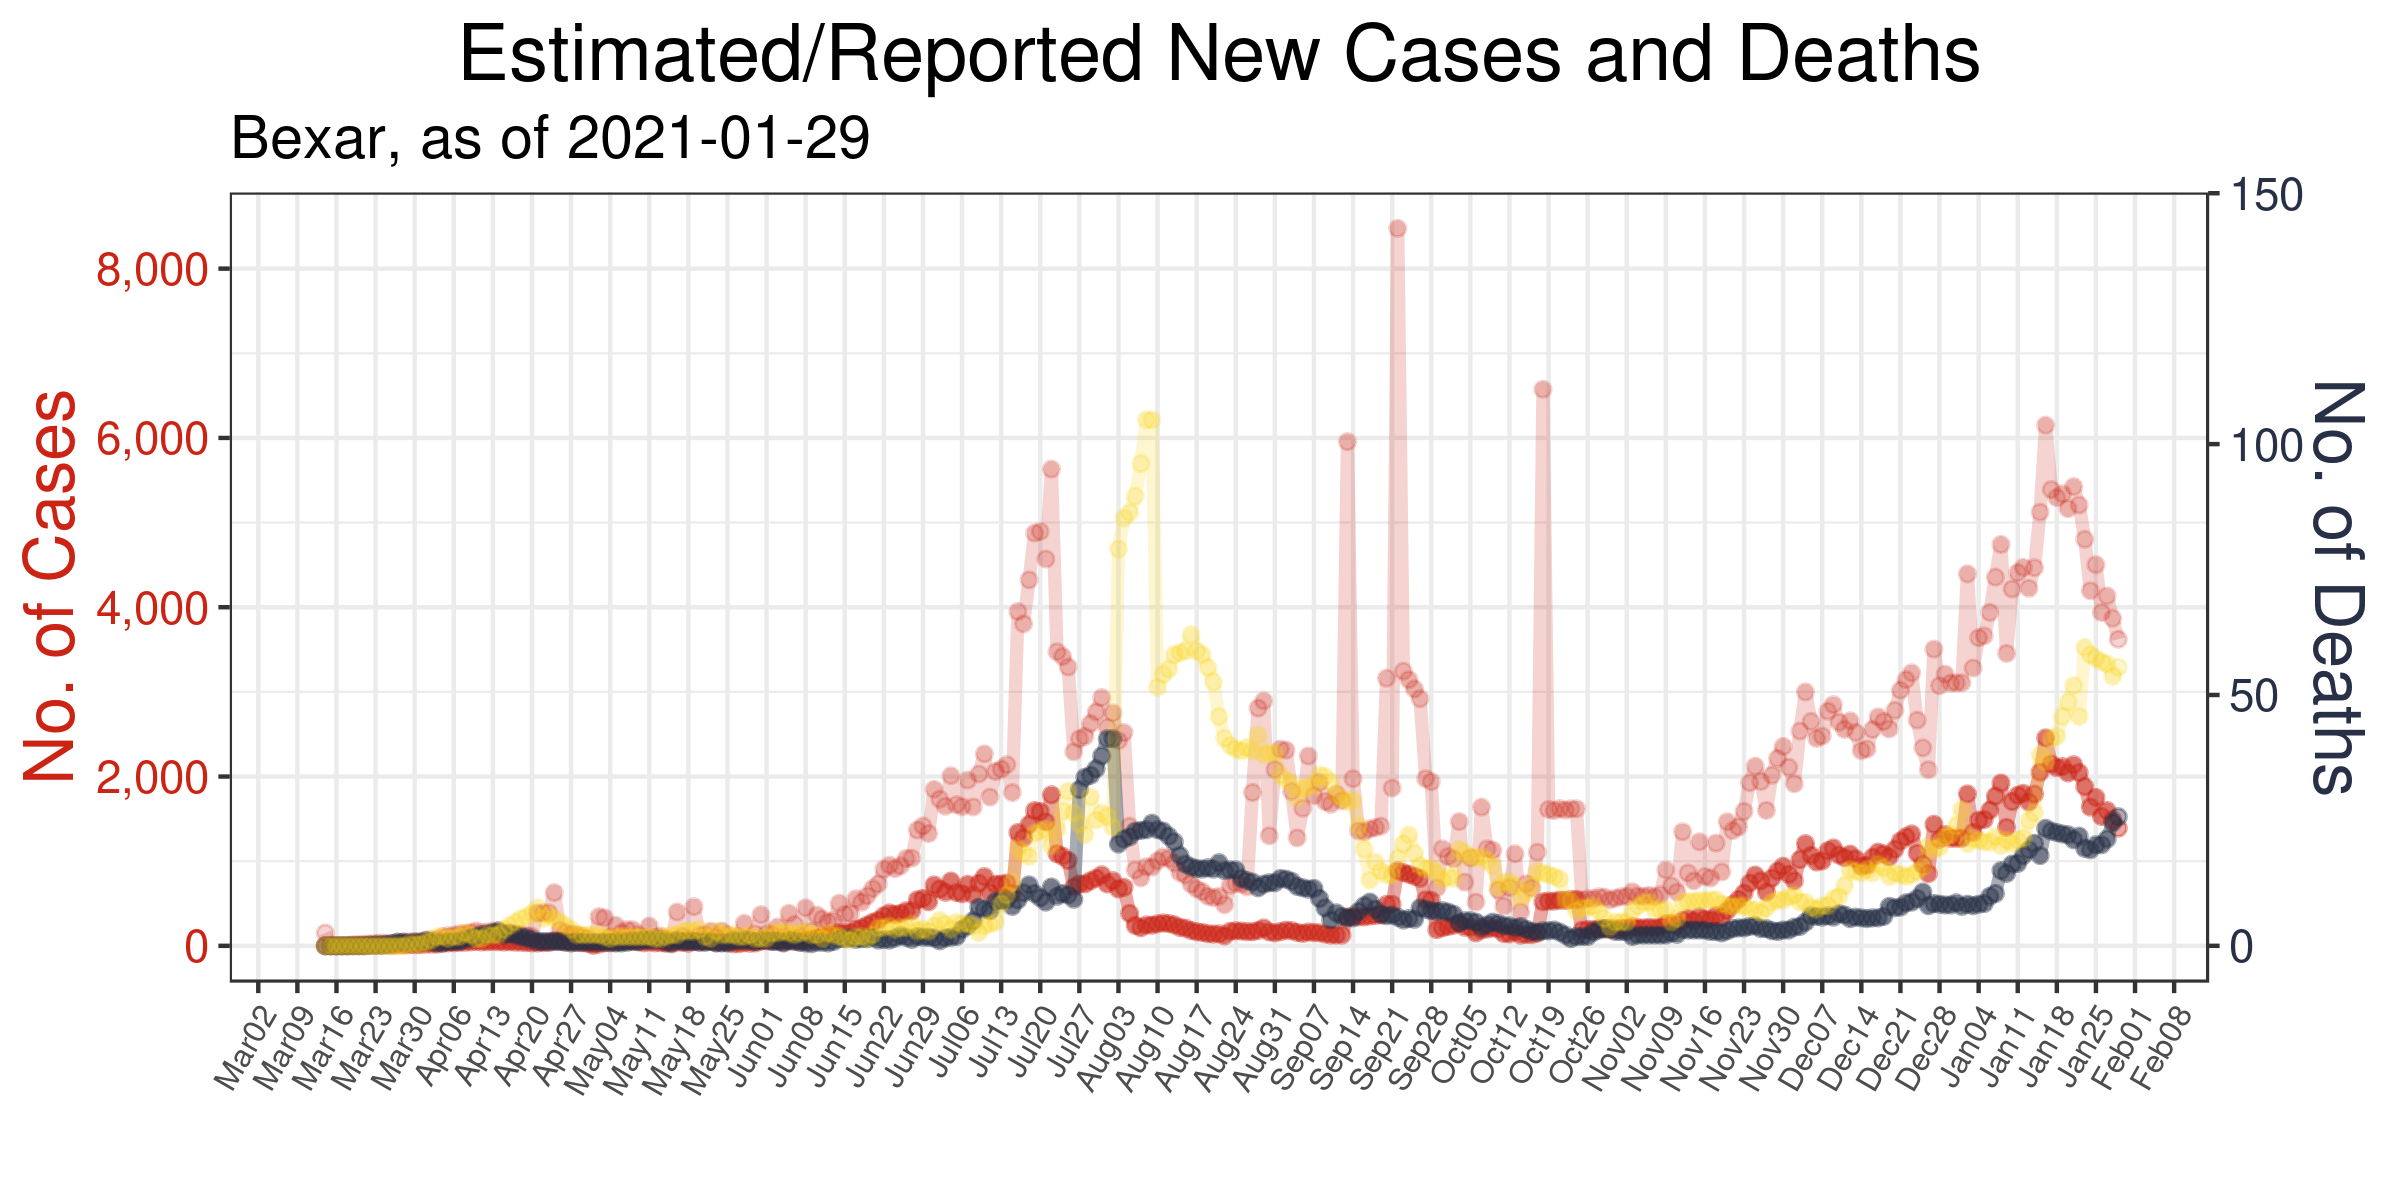 Estimated/Reported New Cases and Deaths
Bexar, as of 2021-01-29
No. of Cases
8,000
6,000
4,000
2,000
0
150
100
50
0
No. of Deaths
Mar02 Mar09 Mar16 Mar23 Mar30 Apr06 Apr13 Apr20 Apr27 May04 May11 May18 May25 Jun01 Jun08 Jun15 Jun22 Jun29 Jul06 Jul13 Jul20 Jul27 Aug03 Aug10 Aug17 Aug24 Aug31 Sep07 Sep14 Sep21 Sep28 Oct05 Oct12 Oct19 Oct26 Nov02 Nov09 Nov16 Nov23 Nov30 Dec07 Dec14 Dec21 Dec28 Jan04 Jan11 Jan18 Jan25 Feb01 Feb08